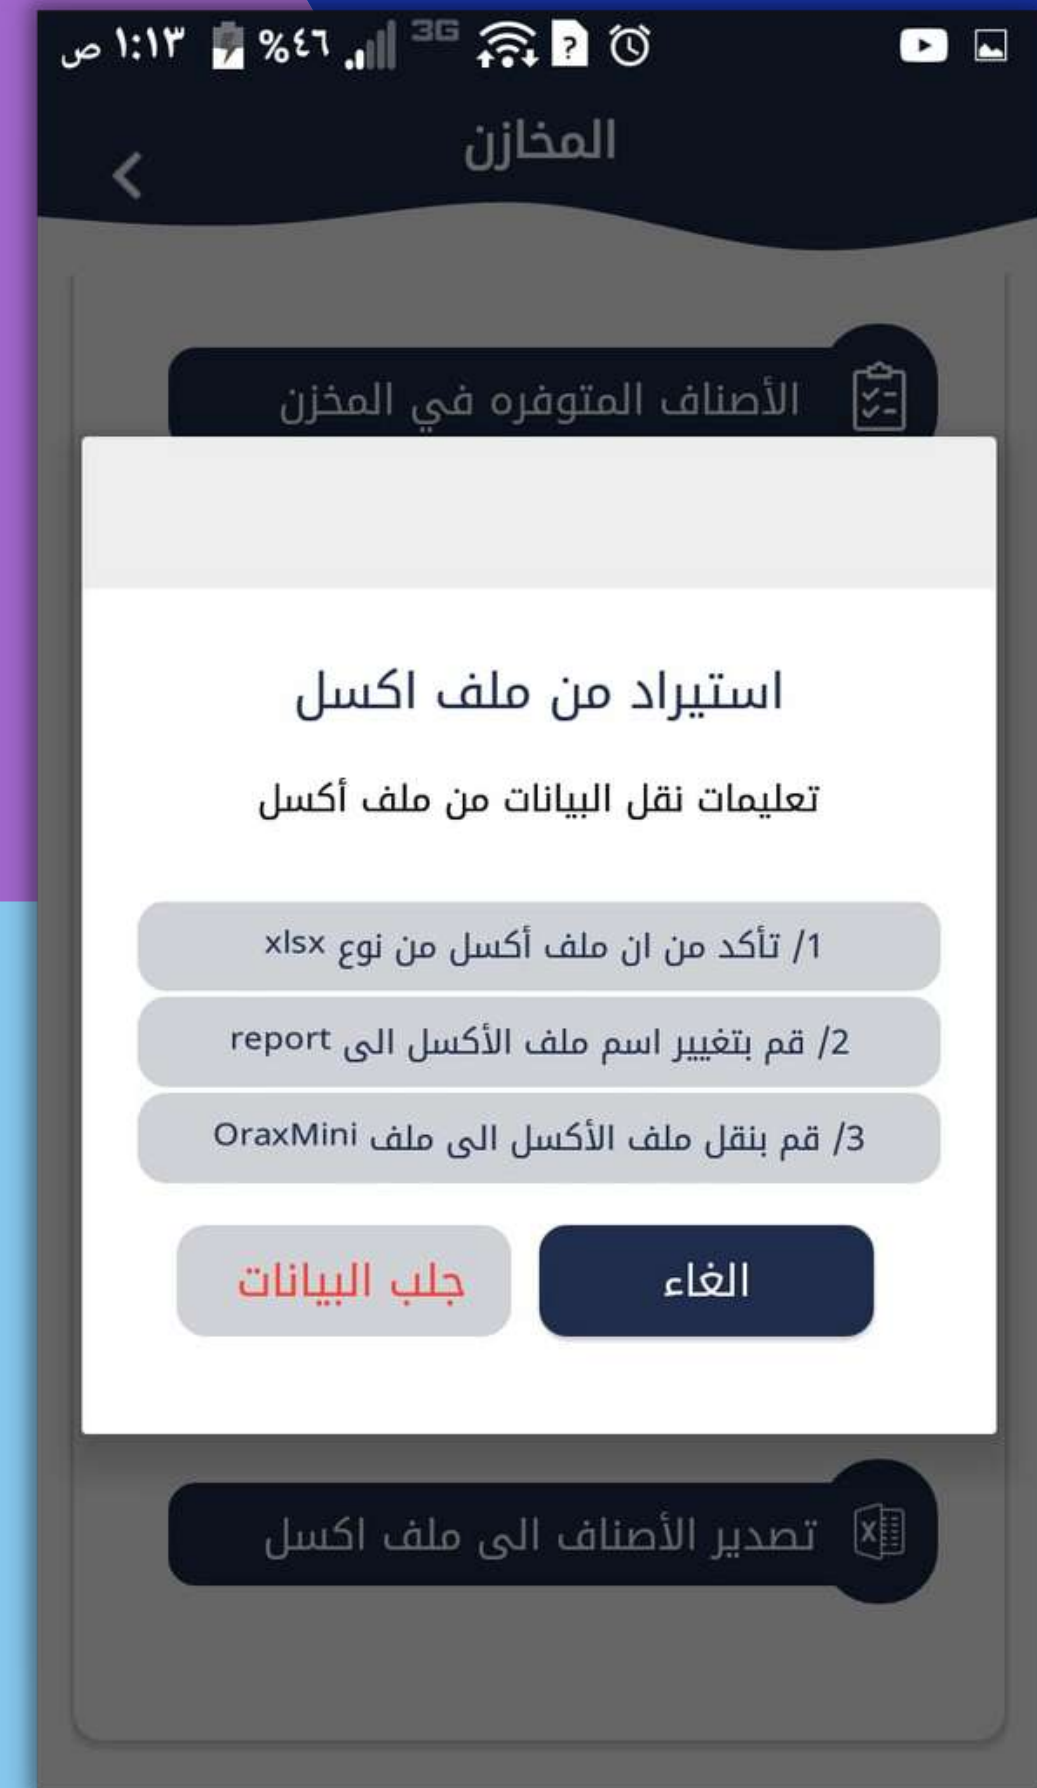 ١:١٣ ص %٤٦ 3G
المخازن
الأصناف المتوفره في المخزن
استيراد من ملف اكسل
تعليمات نقل البيانات من ملف أكسل
1/ تأكد من ان ملف أكسل من نوع xlsx
2/ قم بتغيير اسم ملف الأكسل الى report
3/ قم بنقل ملف الأكسل الى ملف OraxMini
الغاء
جلب البيانات
تصدير الأصناف الى ملف اكسل